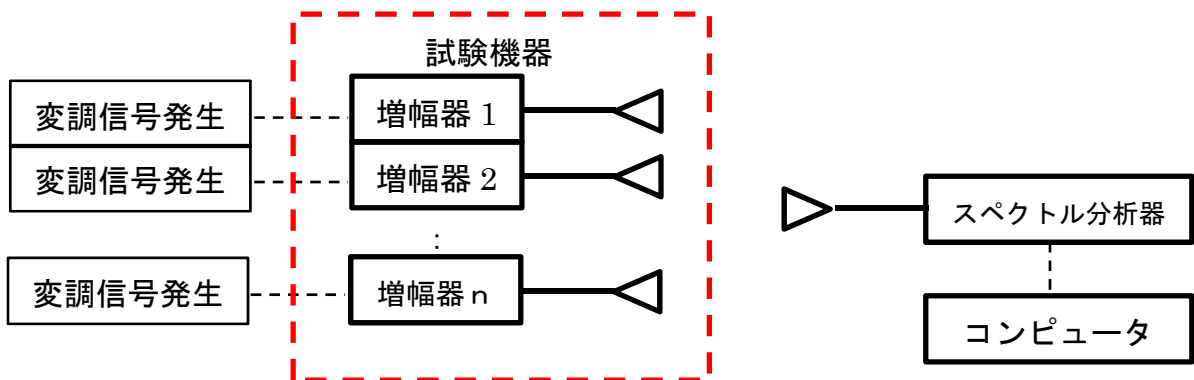 試験機器
変調信号発生
増幅器 1
変調信号発生
増幅器 2
:
変調信号発生
増幅器 n
スペクトル分析器
コンピュータ